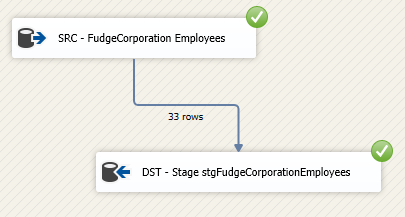 SRC - FudgeCorporation Employees
33 rows
DST - Stage stgFudgeCorporationEmployees